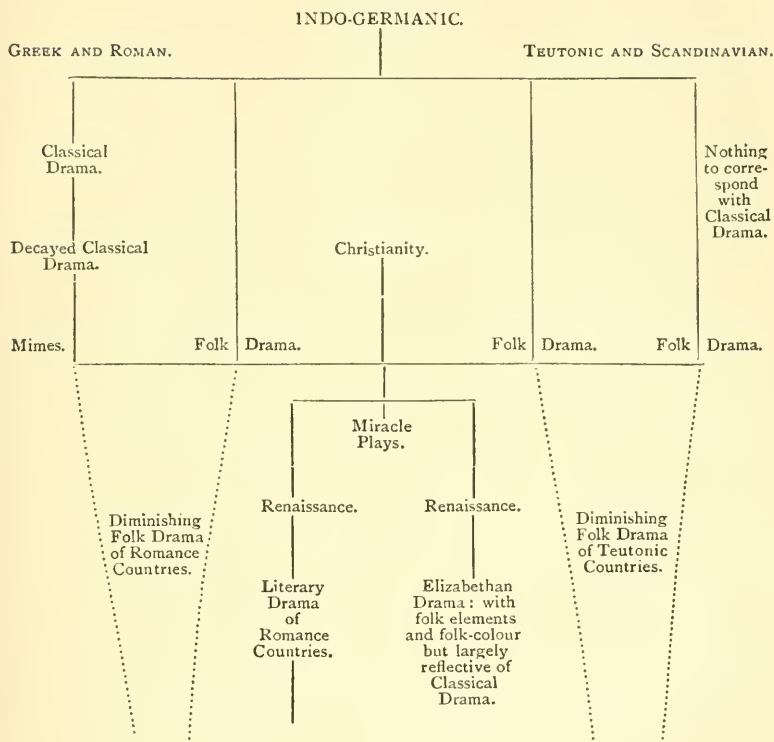 INDO-GERMANIC.
GREEK AND ROMAN.
TEUTONIC AND SCANDINAVIAN.
Classical
Drama.
Nothing
to corre-
spond
with
Classical
Drama.
Decayed Classical
Drama.
Christianity.
Mimes.
Folk Drama.
Folk Drama.
Folk Drama.
Miracle
Plays.
Renaissance.
Renaissance.
Diminishing
Folk Drama
of Romance
Countries.
Diminishing
Folk Drama
of Teutonic
Countries.
Literary
Drama
of
Romance
Countries.
Elizabethan
Drama: with
folk elements
and folk-colour
but largely
reflective of
Classical
Drama.